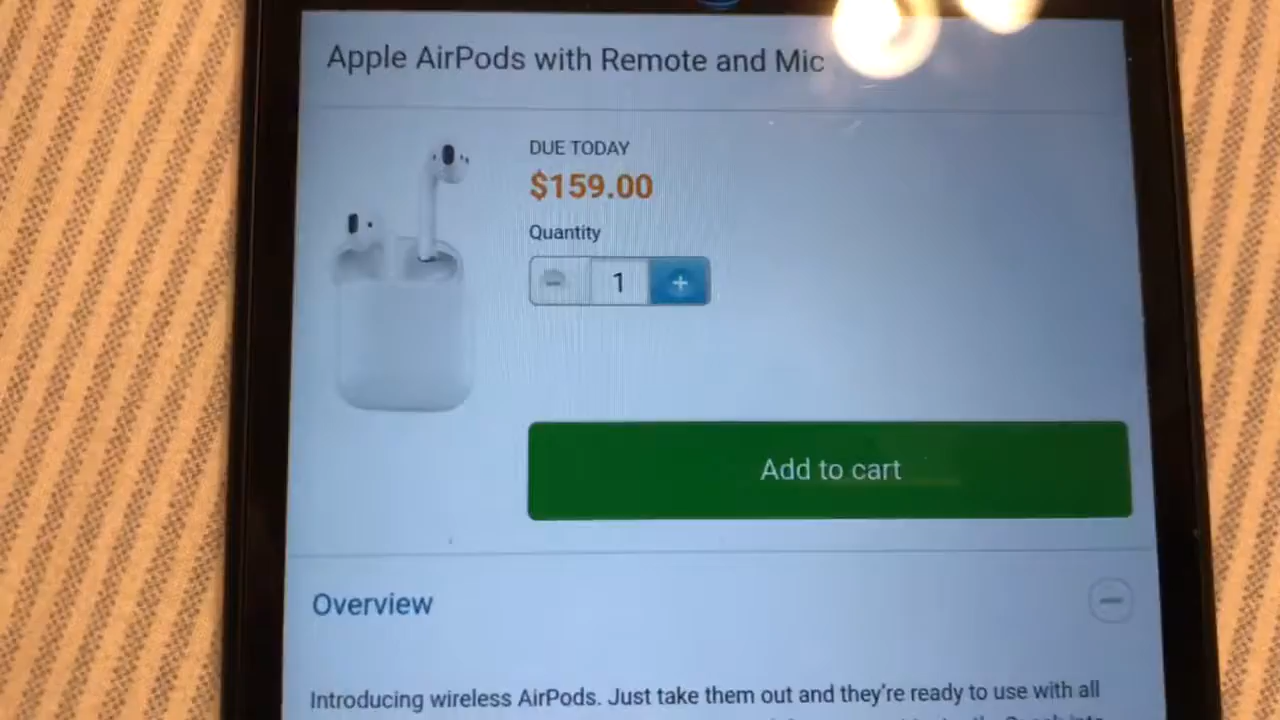 Apple AirPods with Remote and Mic
DUE TODAY
$159.00
Quantity
1
Add to cart
Overview
Introducing wireless AirPods. Just take them out and they're ready to use with all